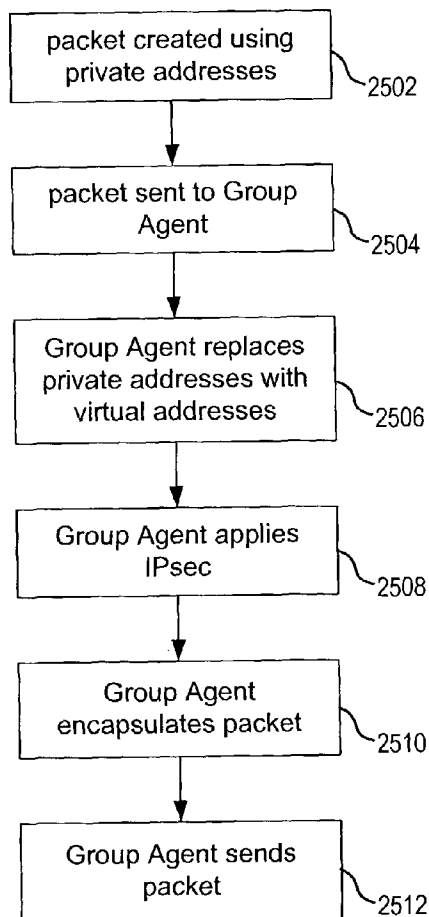 packet created using
private addresses
2502
packet sent to Group
Agent
2504
Group Agent replaces
private addresses with
virtual addresses
2506
Group Agent applies
IPsec
2508
Group Agent
encapsulates packet
2510
Group Agent sends
packet
2512